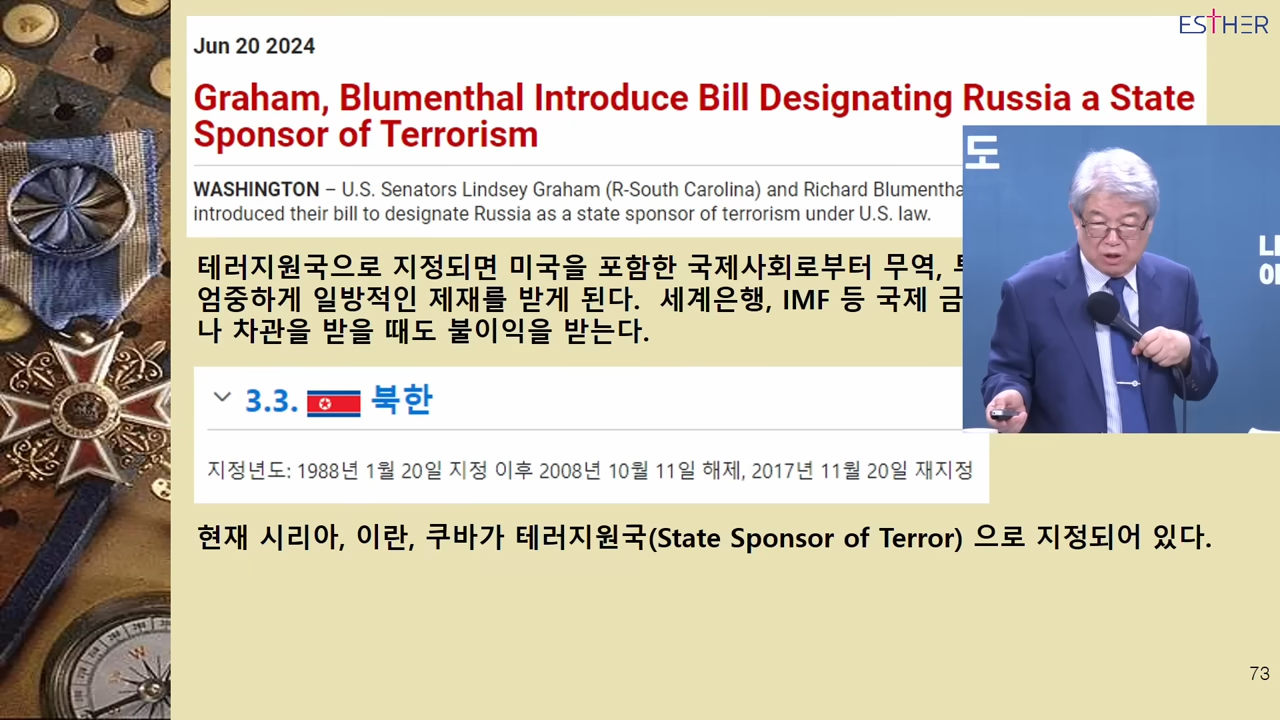 ESTHER
Jun 20 2024
Graham, Blumenthal Introduce Bill Designating Russia a State
Sponsor of Terrorism
WASHINGTON – U.S. Senators Lindsey Graham (R-South Carolina) and Richard
introduced their bill to designate Russia as a state sponsor of terrorism under U.S. law.
도
테러지원국으로 지정되면 미국을 포함한 국제사회로부터 무역,
엄중하게 일방적인 제재를 받게 된다. 세계은행, IMF 등 국제 금
나 차관을 받을 때도 불이익을 받는다.
3.3. 북한
지정년도: 1988년 1월 20일 지정 이후 2008년 10월 11일 해제, 2017년 11월 20일 재지정
현재 시리아, 이란, 쿠바가 테러지원국(State Sponsor of Terror) 으로 지정되어 있다.
73